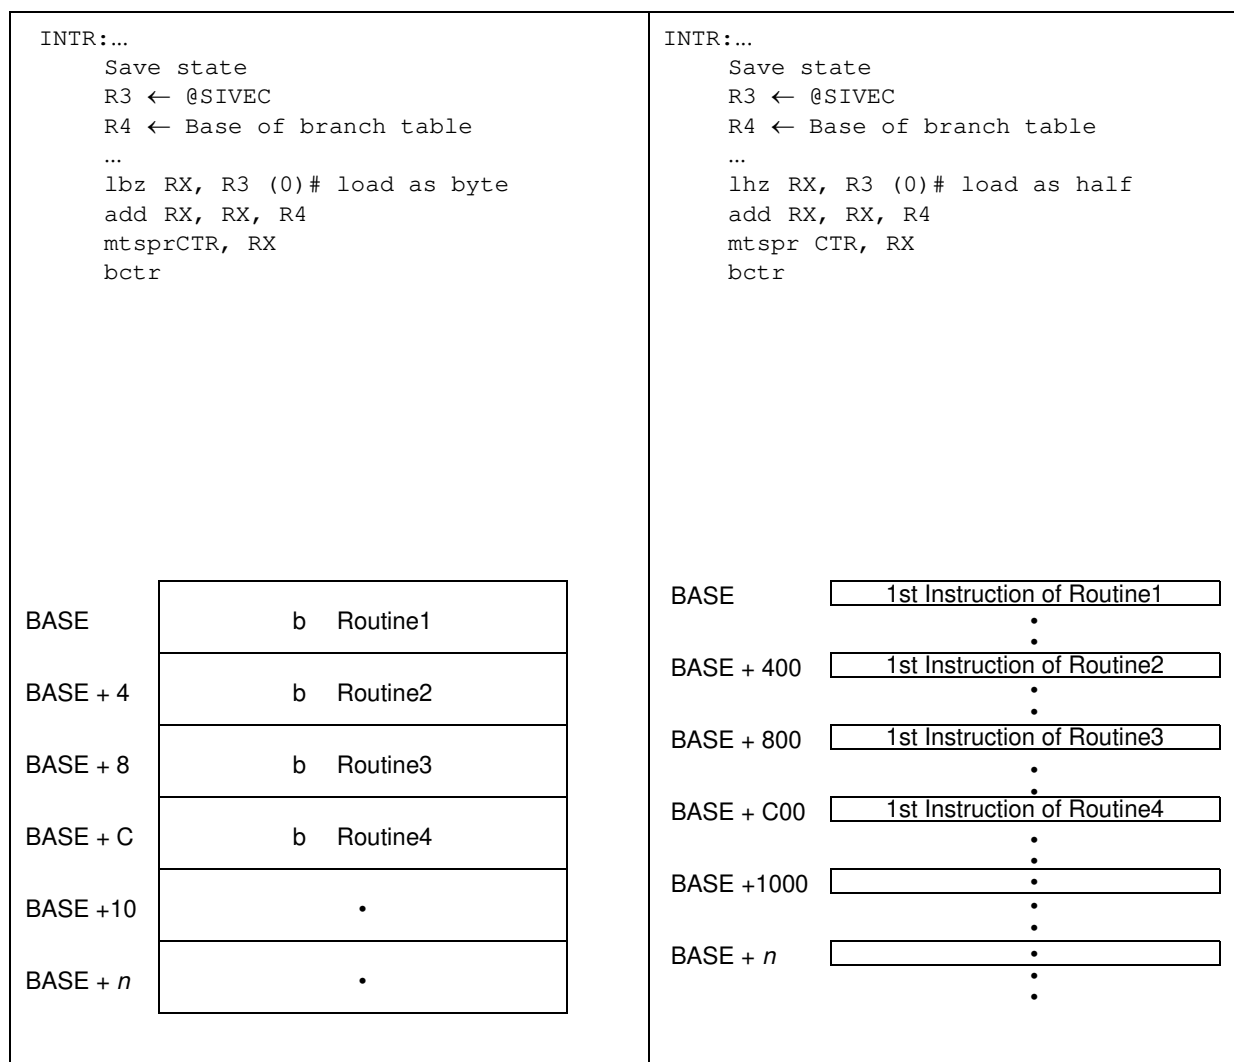 INTR:...
Save state
R3 ← @SIVEC
R4 ← Base of branch table
...
lbz RX, R3 (0)# load as byte
add RX, RX, R4
mtsprCTR, RX
bctr
BASE b Routine1
BASE + 4 b Routine2
BASE + 8 b Routine3
BASE + C b Routine4
BASE +10 •
BASE + n •
INTR:...
Save state
R3 ← @SIVEC
R4 ← Base of branch table
...
lhz RX, R3 (0)# load as half
add RX, RX, R4
mtspr CTR, RX
bctr
BASE 1st Instruction of Routine1
BASE + 400 1st Instruction of Routine2
BASE + 800 1st Instruction of Routine3
BASE + C00 1st Instruction of Routine4
BASE +1000 •
BASE + n •